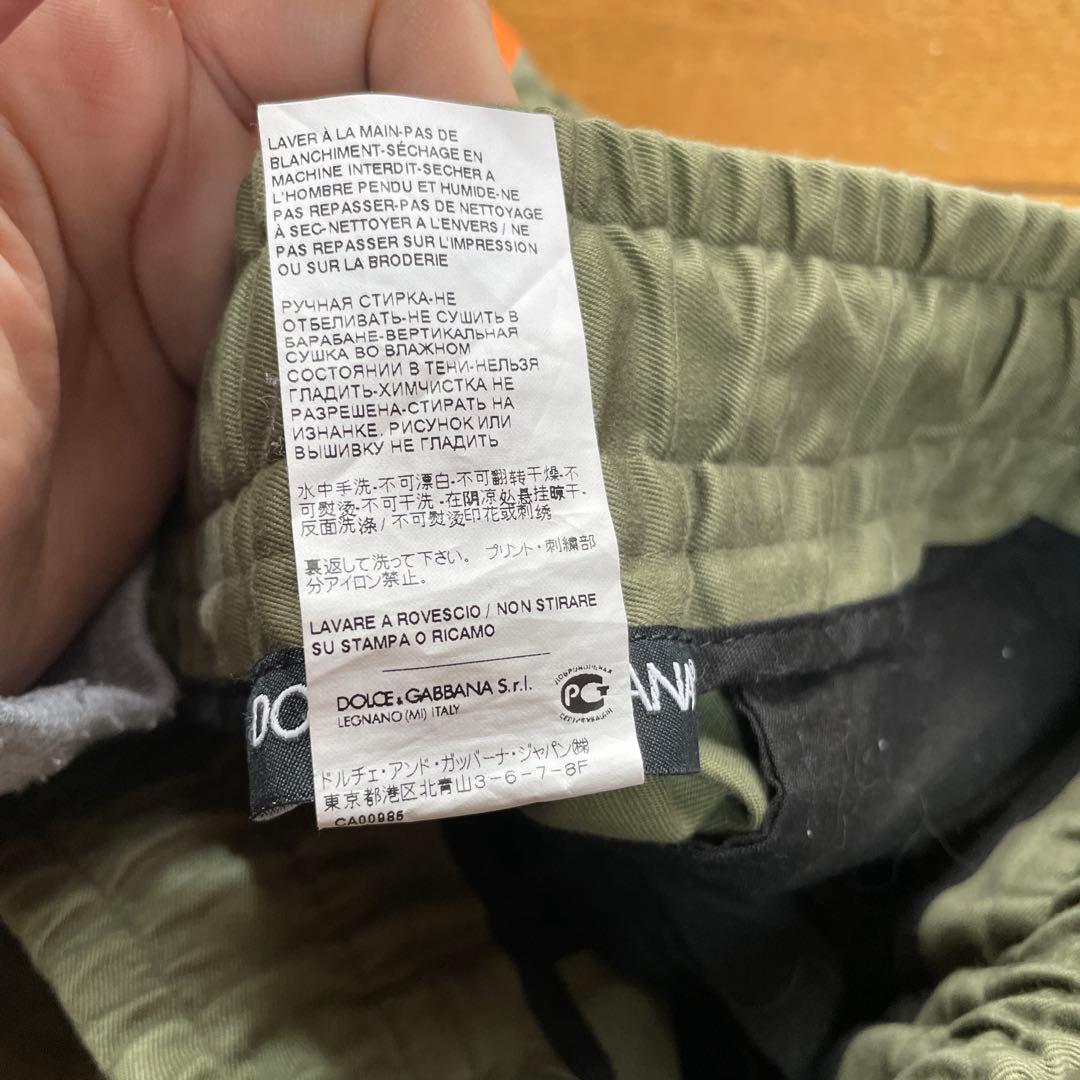 LAVER À LA MAIN-PAS DE
BLANCHIMENT-SÉCHAGE EN
MACHINE INTERDIT-SECHER A
L'HOMBRE PENDU ET HUMIDE-NE
PAS REPASSER-PAS DE NETTOYAGE
À SEC-NETTOYER A L'ENVERS / NE
PAS REPASSER SUR L'IMPRESSION
OU SUR LA BRODERIE
РУЧНАЯ СТИРКА-НЕ
ОТБЕЛИВАТЬ-НЕ СУШИТЬ В
БАРАБАНЕ-ВЕРТИКАЛЬНАЯ
СУШКА ВО ВЛАЖНОМ
СОСТОЯНИИ В ТЕНИ-НЕЛЬЗЯ
ГЛАДИТЬ-ХИМЧИСТКА НЕ
РАЗРЕШЕНА-СТИРАТЬ НА
ИЗНАНКЕ, РИСУНОК ИЛИ
ВЫШИВКУ НЕ ГЛАДИТЬ
水中手洗-不可漂白-不可翻转干燥-不
可熨烫-不可干洗-在阴凉处悬挂晾干-
反面洗涤/不可熨烫印花或刺绣
裏返して洗って下さい。プリント・刺繍部
分アイロン禁止。
LAVARE A ROVESCIO / NON STIRARE
SU STAMPA O RICAMO
DOLCE & GABBANA S.r.l.
LEGNANO (MI) ITALY
РСТ
DO ANA
ドルチェ・アンド・ガッバーナ・ジャパン㈱
東京都港区北青山3-6-7-8F
CA00985